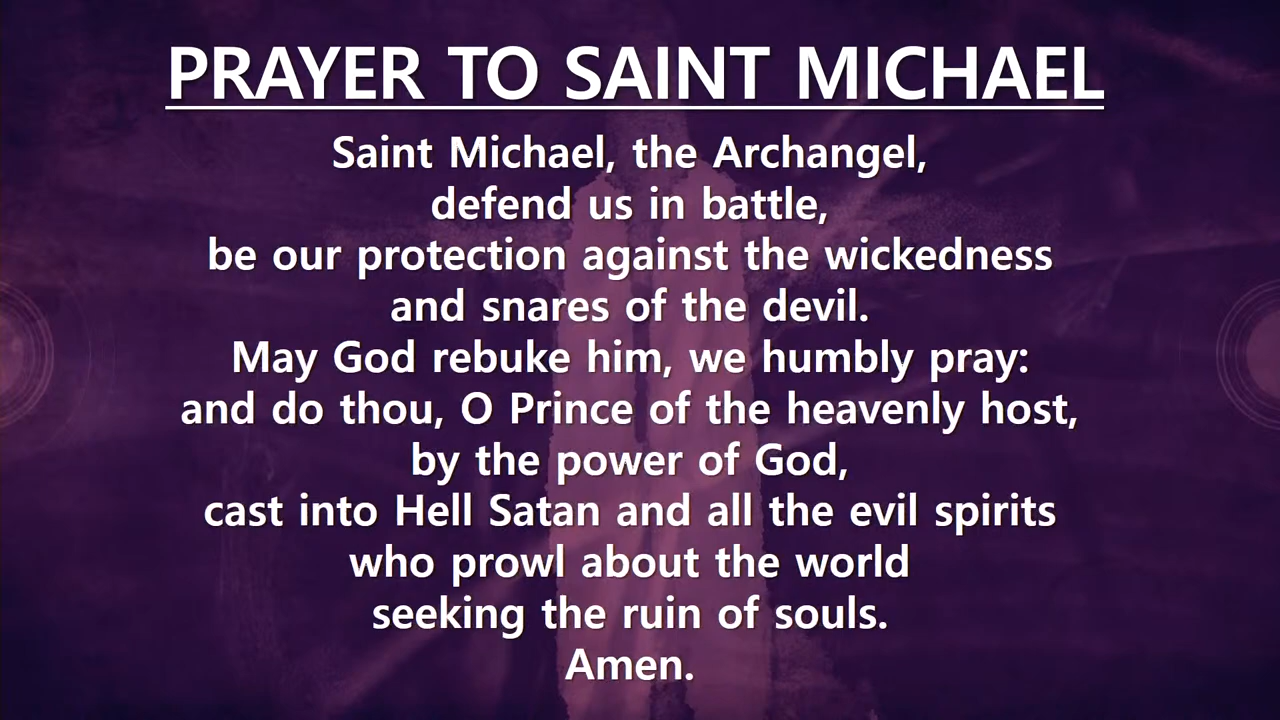 PRAYER TO SAINT MICHAEL
Saint Michael, the Archangel,
defend us in battle,
be our protection against the wickedness
and snares of the devil.
May God rebuke him, we humbly pray:
and do thou, O Prince of the heavenly host,
by the power of God,
cast into Hell Satan and all the evil spirits
who prowl about the world
seeking the ruin of souls.
Amen.